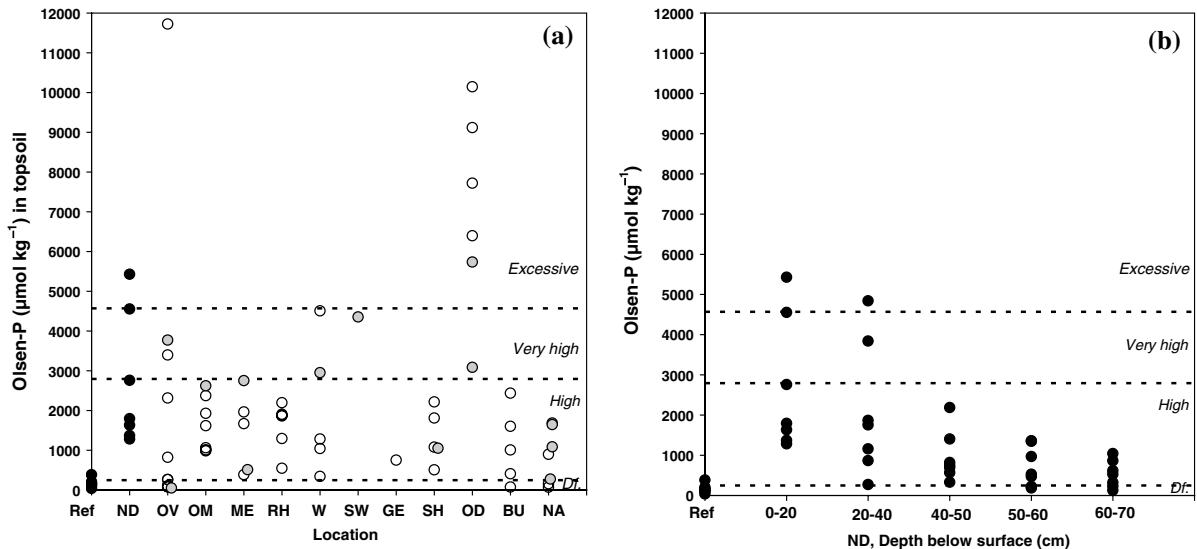 (a)
12000
11000
10000
9000
8000
7000
6000
5000
4000
3000
2000
1000
0
Olsen-P (µmol kg⁻¹) in topsoil
Excessive
Very high
High
Df.
Ref ND OV OM ME RH W SW GE SH OD BU NA
Location
(b)
12000
11000
10000
9000
8000
7000
6000
5000
4000
3000
2000
1000
0
Olsen-P (µmol kg⁻¹)
Excessive
Very high
High
Df.
Ref 0-20 20-40 40-50 50-60 60-70
ND, Depth below surface (cm)